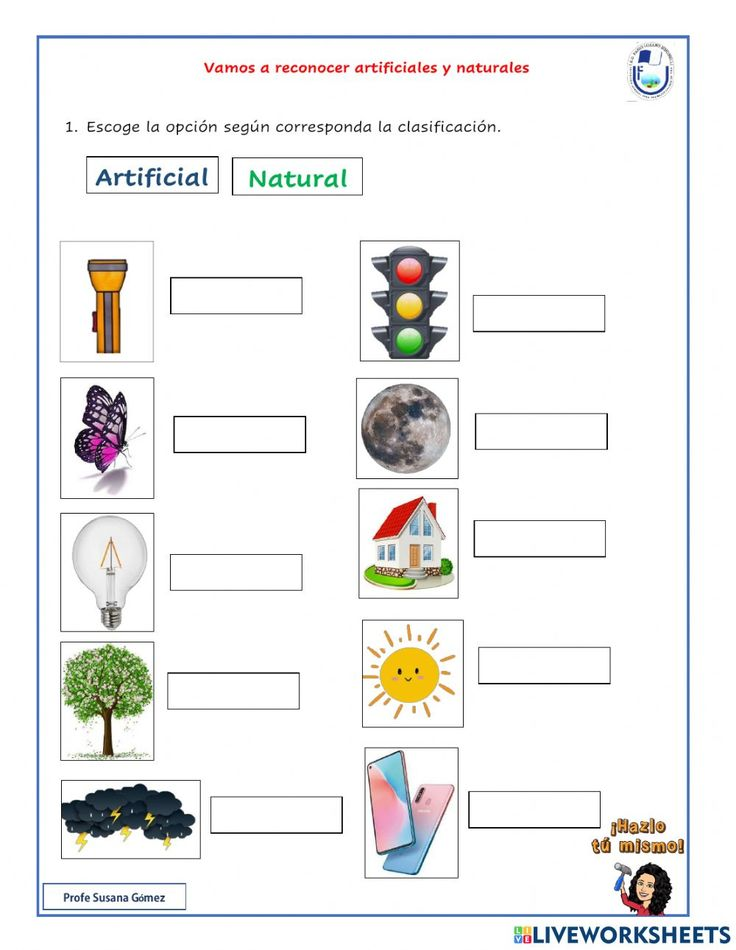 Vamos a reconocer artificiales y naturales
1. Escoge la opción según corresponda la clasificación.
Artificial
Natural
¡Hazlo
tú mismo!
Profe Susana Gómez
LIVE LIVEWORKSHEETS